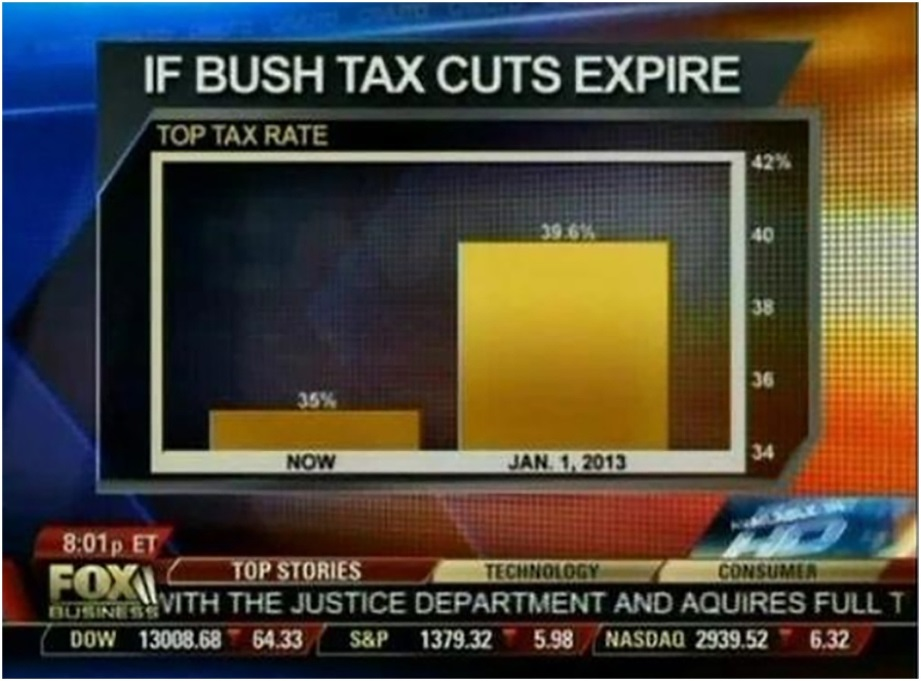 IF BUSH TAX CUTS EXPIRE
TOP TAX RATE
42%
40
38
36
34
39.6%
35%
NOW JAN. 1, 2013
8:01p ET
HD
FOX
BUSINESS
TOP STORIES TECHNOLOGY CONSUMER
WITH THE JUSTICE DEPARTMENT AND AQUIRES FULL T
DOW 13008.68 64.33 S&P 1379.32 5.98 NASDAQ 2939.52 6.32